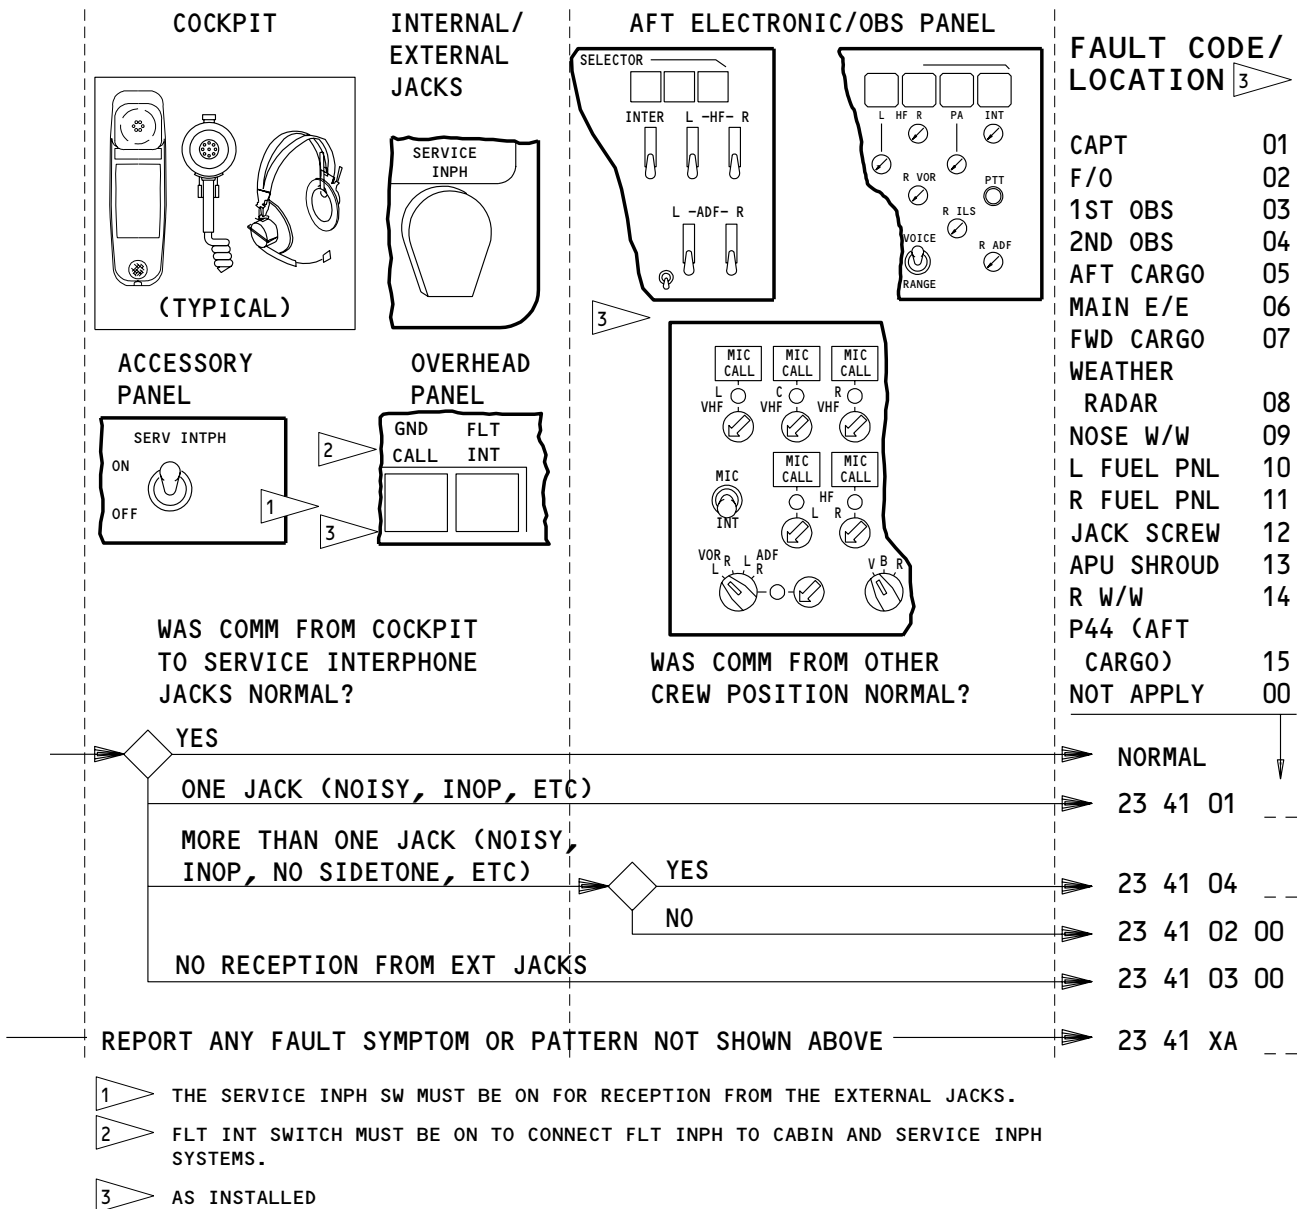 COCKPIT
(TYPICAL)
INTERNAL/
EXTERNAL
JACKS
SERVICE
INPH
ACCESSORY
PANEL
SERV INTPH
ON
OFF
1
OVERHEAD
PANEL
2
GND FLT
CALL INT
3
WAS COMM FROM COCKPIT
TO SERVICE INTERPHONE
JACKS NORMAL?
AFT ELECTRONIC/OBS PANEL
SELECTOR
INTER L -HF- R
L -ADF- R
L HF R PA INT
R VOR PTT
R ILS
VOICE R ADF
RANGE
3
MIC MIC MIC
CALL CALL CALL
L C R
VHF VHF VHF
MIC MIC MIC
CALL CALL
HF
INT L R
VOR R L ADF V B R
L R
WAS COMM FROM OTHER
CREW POSITION NORMAL?
FAULT CODE/
LOCATION 3
CAPT 01
F/O 02
1ST OBS 03
2ND OBS 04
AFT CARGO 05
MAIN E/E 06
FWD CARGO 07
WEATHER
RADAR 08
NOSE W/W 09
L FUEL PNL 10
R FUEL PNL 11
JACK SCREW 12
APU SHROUD 13
R W/W 14
P44 (AFT
CARGO) 15
NOT APPLY 00
YES NORMAL
ONE JACK (NOISY, INOP, ETC) 23 41 01 _ _
MORE THAN ONE JACK (NOISY,
INOP, NO SIDETONE, ETC) YES 23 41 04 _ _
NO 23 41 02 00
NO RECEPTION FROM EXT JACKS 23 41 03 00
REPORT ANY FAULT SYMPTOM OR PATTERN NOT SHOWN ABOVE 23 41 XA _ _
1 THE SERVICE INPH SW MUST BE ON FOR RECEPTION FROM THE EXTERNAL JACKS.
2 FLT INT SWITCH MUST BE ON TO CONNECT FLT INPH TO CABIN AND SERVICE INPH
SYSTEMS.
3 AS INSTALLED